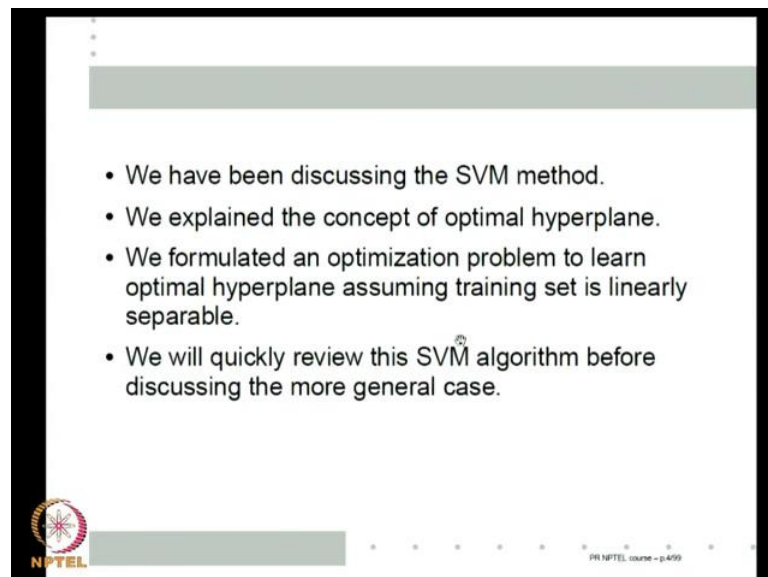 • We have been discussing the SVM method.
• We explained the concept of optimal hyperplane.
• We formulated an optimization problem to learn
optimal hyperplane assuming training set is linearly
separable.
• We will quickly review this SVM algorithm before
discussing the more general case.
NPTEL
PR NPTEL course – p.4/99